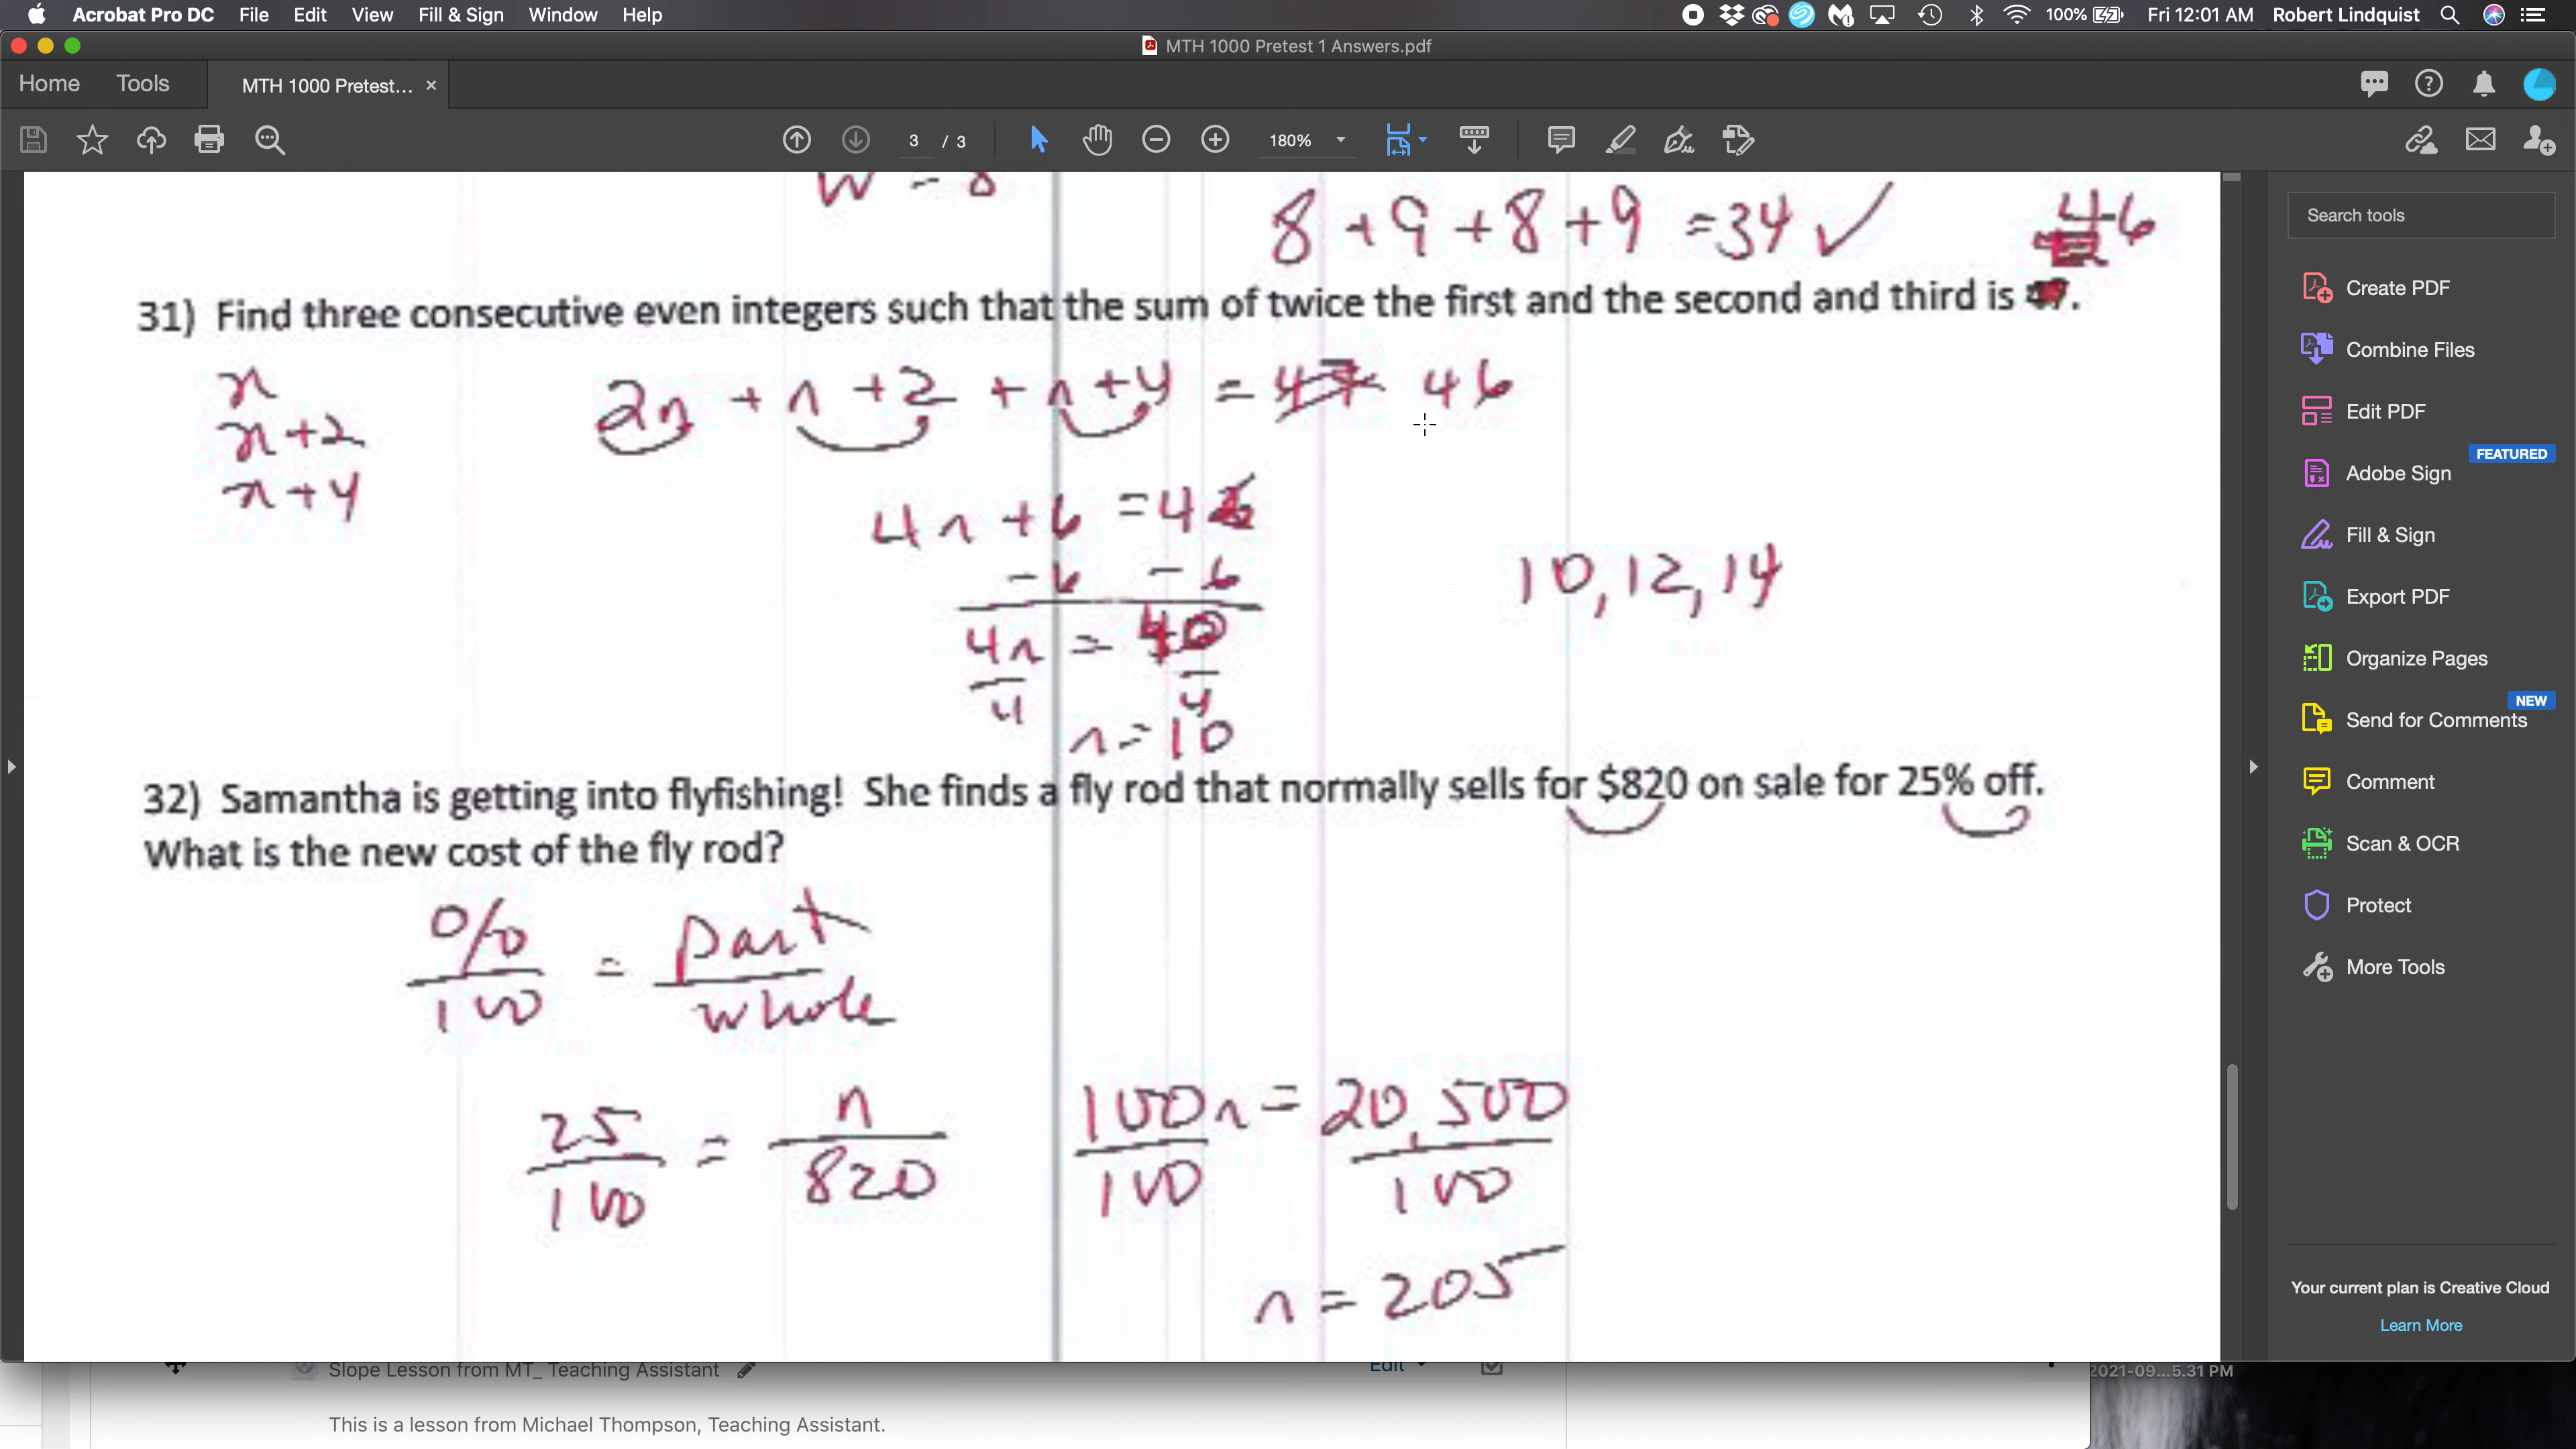 Acrobat Pro DC File Edit View Fill & Sign Window Help 100% Fri 12:01 AM Robert Lindquist
MTH 1000 Pretest 1 Answers.pdf
Home Tools MTH 1000 Pretest... ×
3 / 3 180%
W = 8
8 + 9 + 8 + 9 = 34 ✓
46
31) Find three consecutive even integers such that the sum of twice the first and the second and third is
n
n + 2
n + 4
2n + n + 2 + n + 4 = 47 46
4n + 6 = 46
- 6 - 6
4n = 40
4 4
n = 10
10, 12, 14
32) Samantha is getting into flyfishing! She finds a fly rod that normally sells for $820 on sale for 25% off.
What is the new cost of the fly rod?
% = part
100 whole
25 = n
100 820
100n = 20,500
100 100
n = 205
Search tools
Create PDF
Combine Files
Edit PDF
FEATURED
Adobe Sign
Fill & Sign
Export PDF
Organize Pages
NEW
Send for Comments
Comment
Scan & OCR
Protect
More Tools
Your current plan is Creative Cloud
Learn More
Slope Lesson from MT_ Teaching Assistant
Edit
2021-09...5.31 PM
This is a lesson from Michael Thompson, Teaching Assistant.